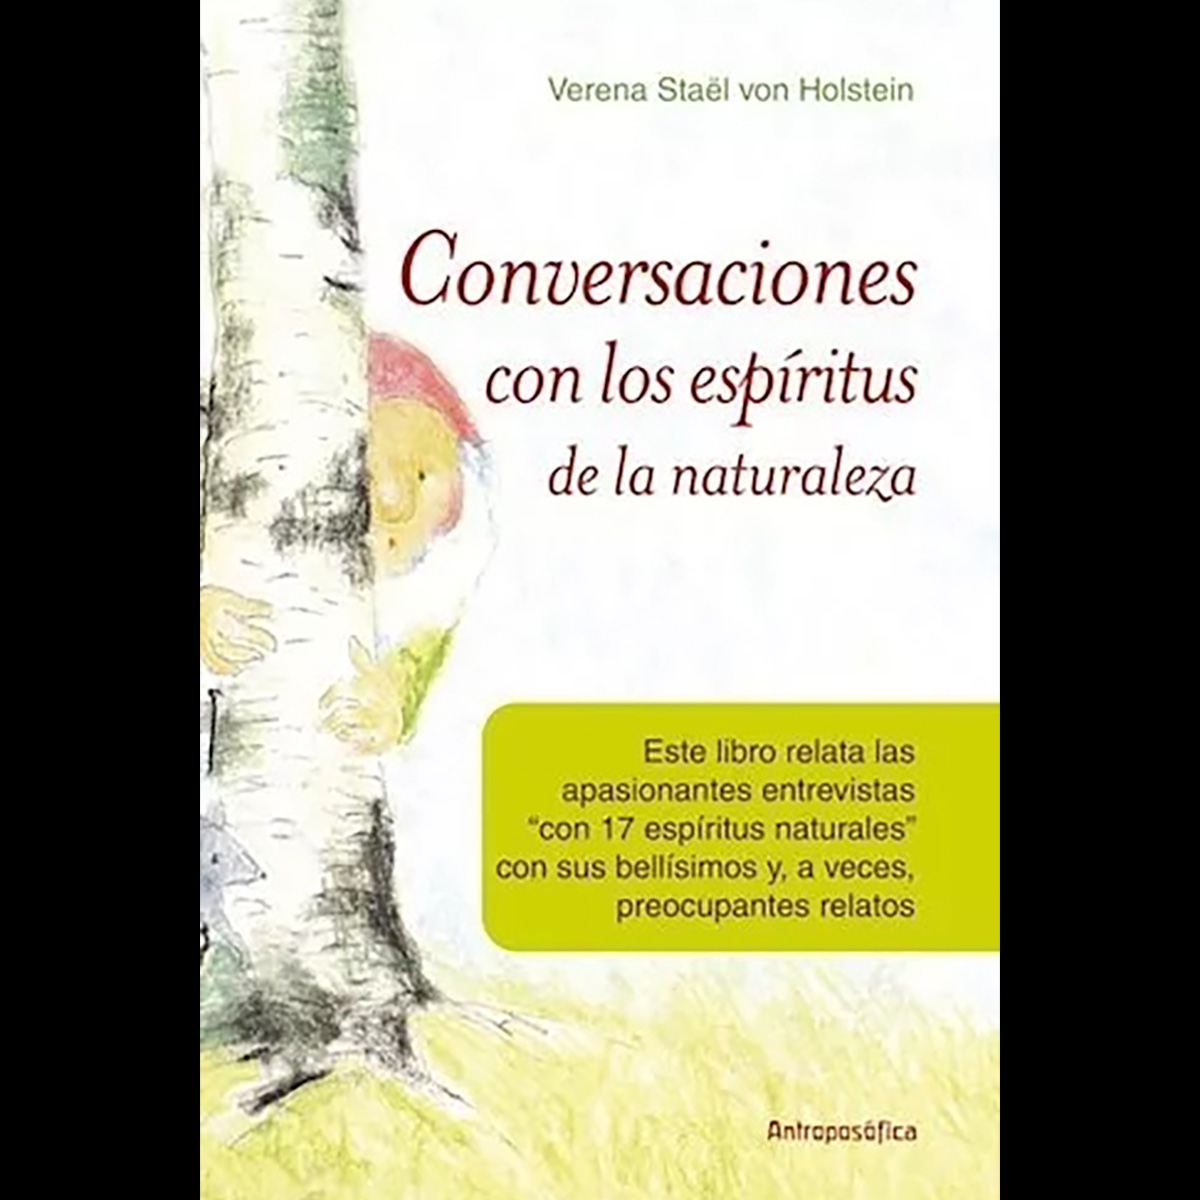 Verena Staël von Holstein
Conversaciones
con los espíritus
de la naturaleza
Este libro relata las
apasionantes entrevistas
“con 17 espíritus naturales”
con sus bellísimos y, a veces,
preocupantes relatos
Antroposófica